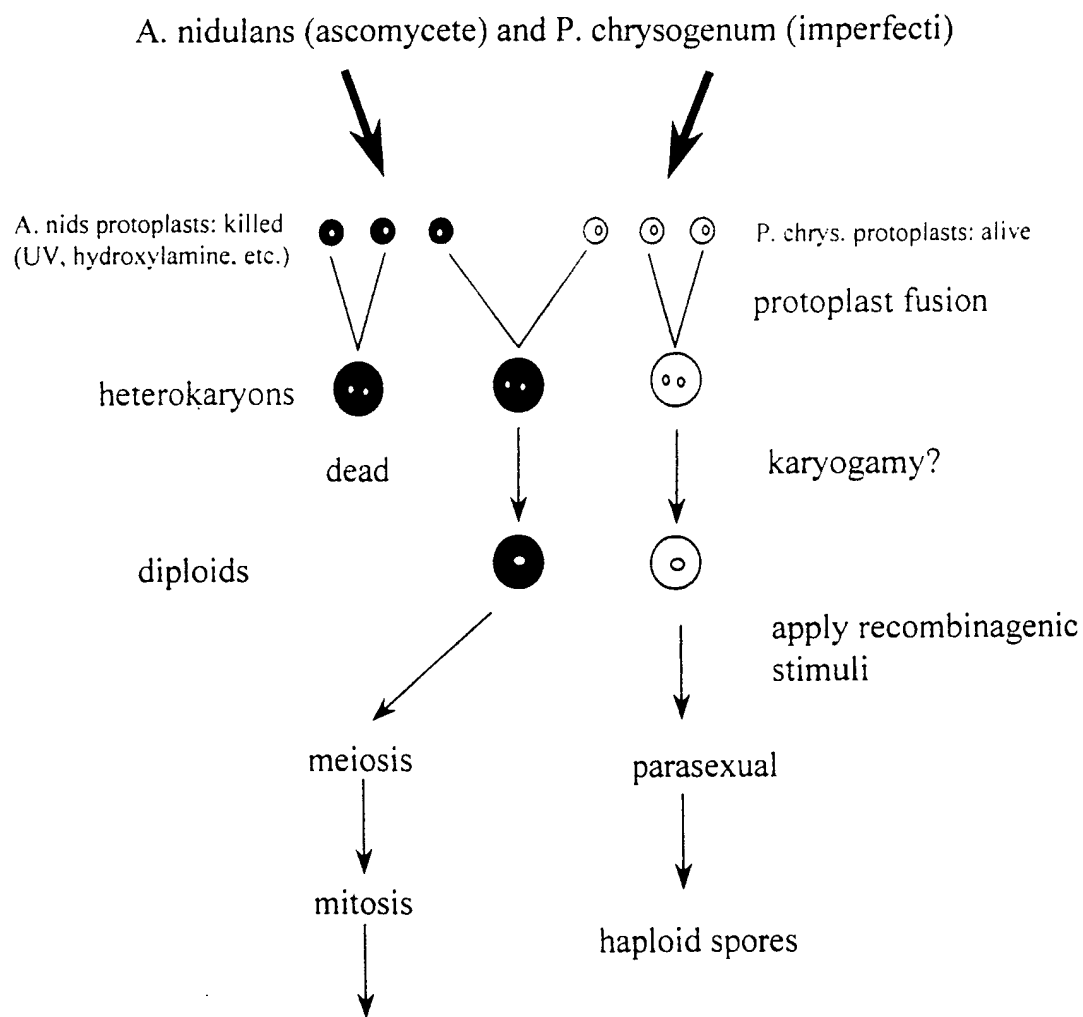 A. nidulans (ascomycete) and P. chrysogenum (imperfecti)
A. nids protoplasts: killed
(UV, hydroxylamine. etc.)
P. chrys. protoplasts: alive
protoplast fusion
heterokaryons
dead
karyogamy?
diploids
apply recombinagenic
stimuli
meiosis
parasexual
mitosis
haploid spores